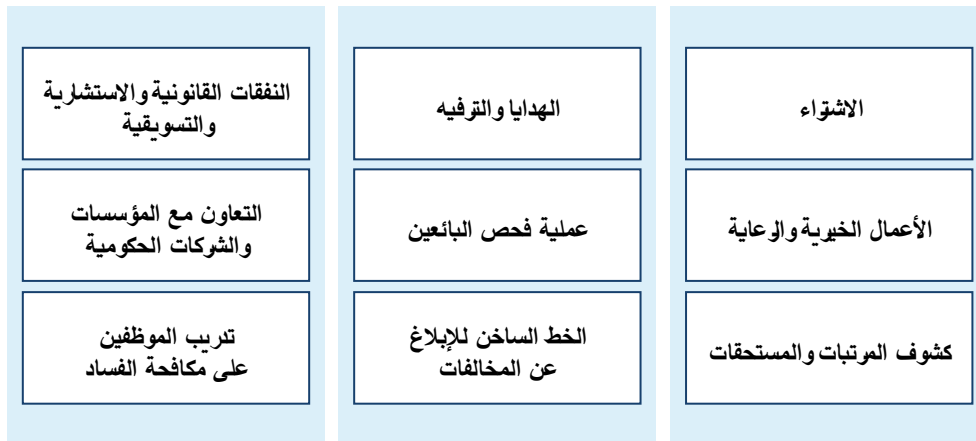 الاشتراء
الأعمال الخيرية والرعاية
كشوف المرتبات والمستحقات
الهدايا والترفيه
عملية فحص البائعين
الخط الساخن للإبلاغ
عن المخالفات
النفقات القانونية والاستشارية
والتسويقية
التعاون مع المؤسسات
والشركات الحكومية
تدريب الموظفين
على مكافحة الفساد